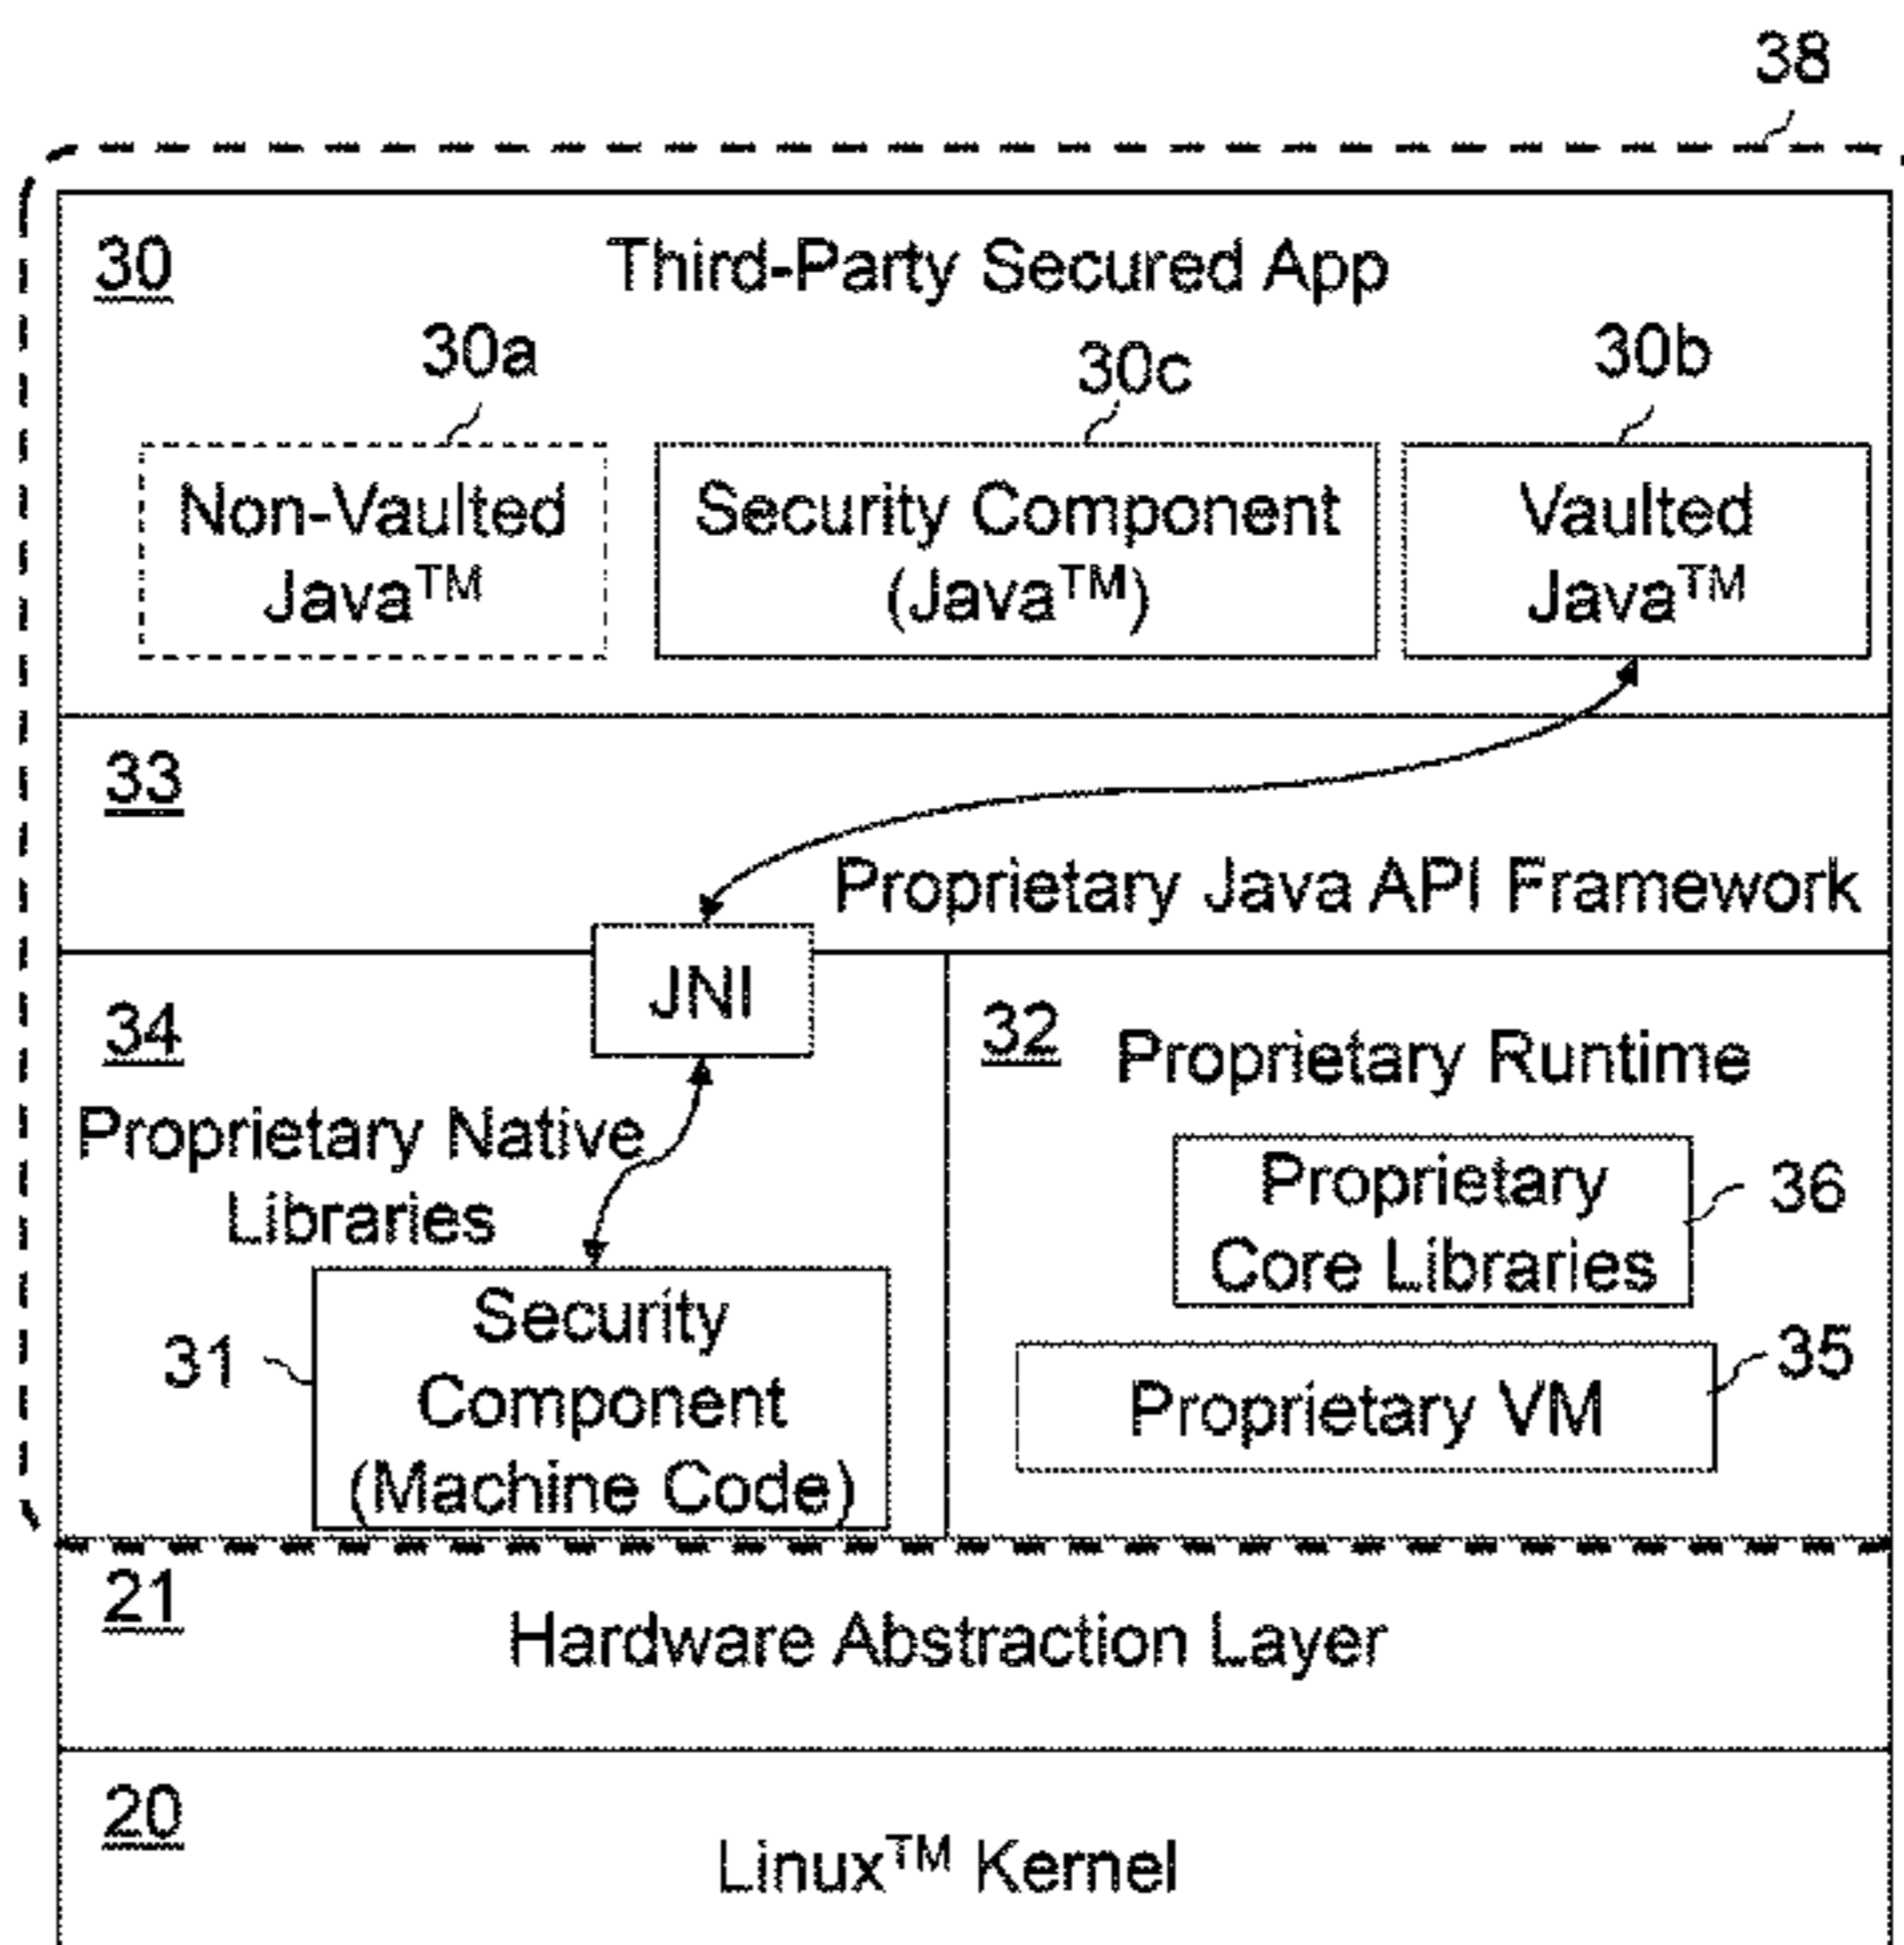 38
30
Third-Party Secured App
30a
30c
30b
Non-Vaulted
Java™
Security Component
(Java™)
Vaulted
Java™
33
Proprietary Java API Framework
JNI
34
Proprietary Native
Libraries
32
Proprietary Runtime
Proprietary
Core Libraries
36
31
Security
Component
(Machine Code)
Proprietary VM
35
21
Hardware Abstraction Layer
20
Linux™ Kernel